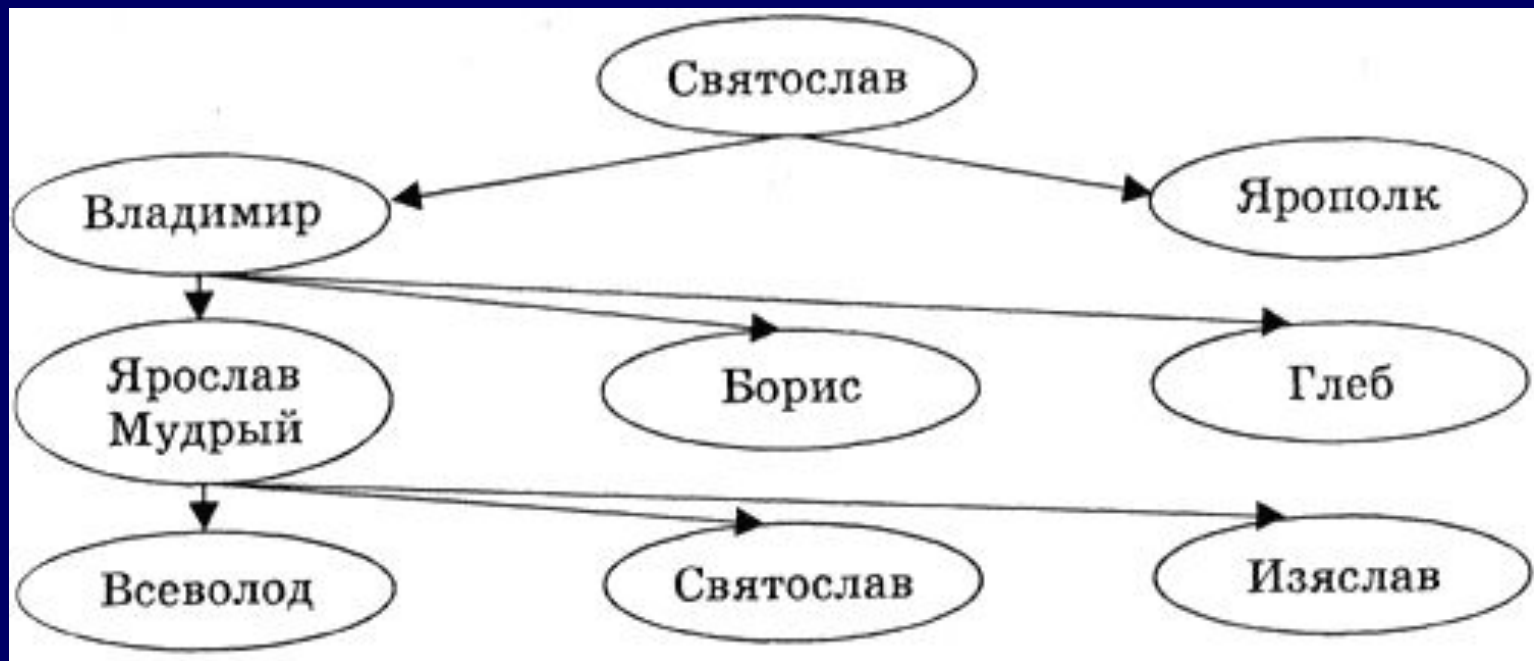 Святослав
Владимир
Ярополк
Ярослав
Мудрый
Борис
Глеб
Всеволод
Святослав
Изяслав